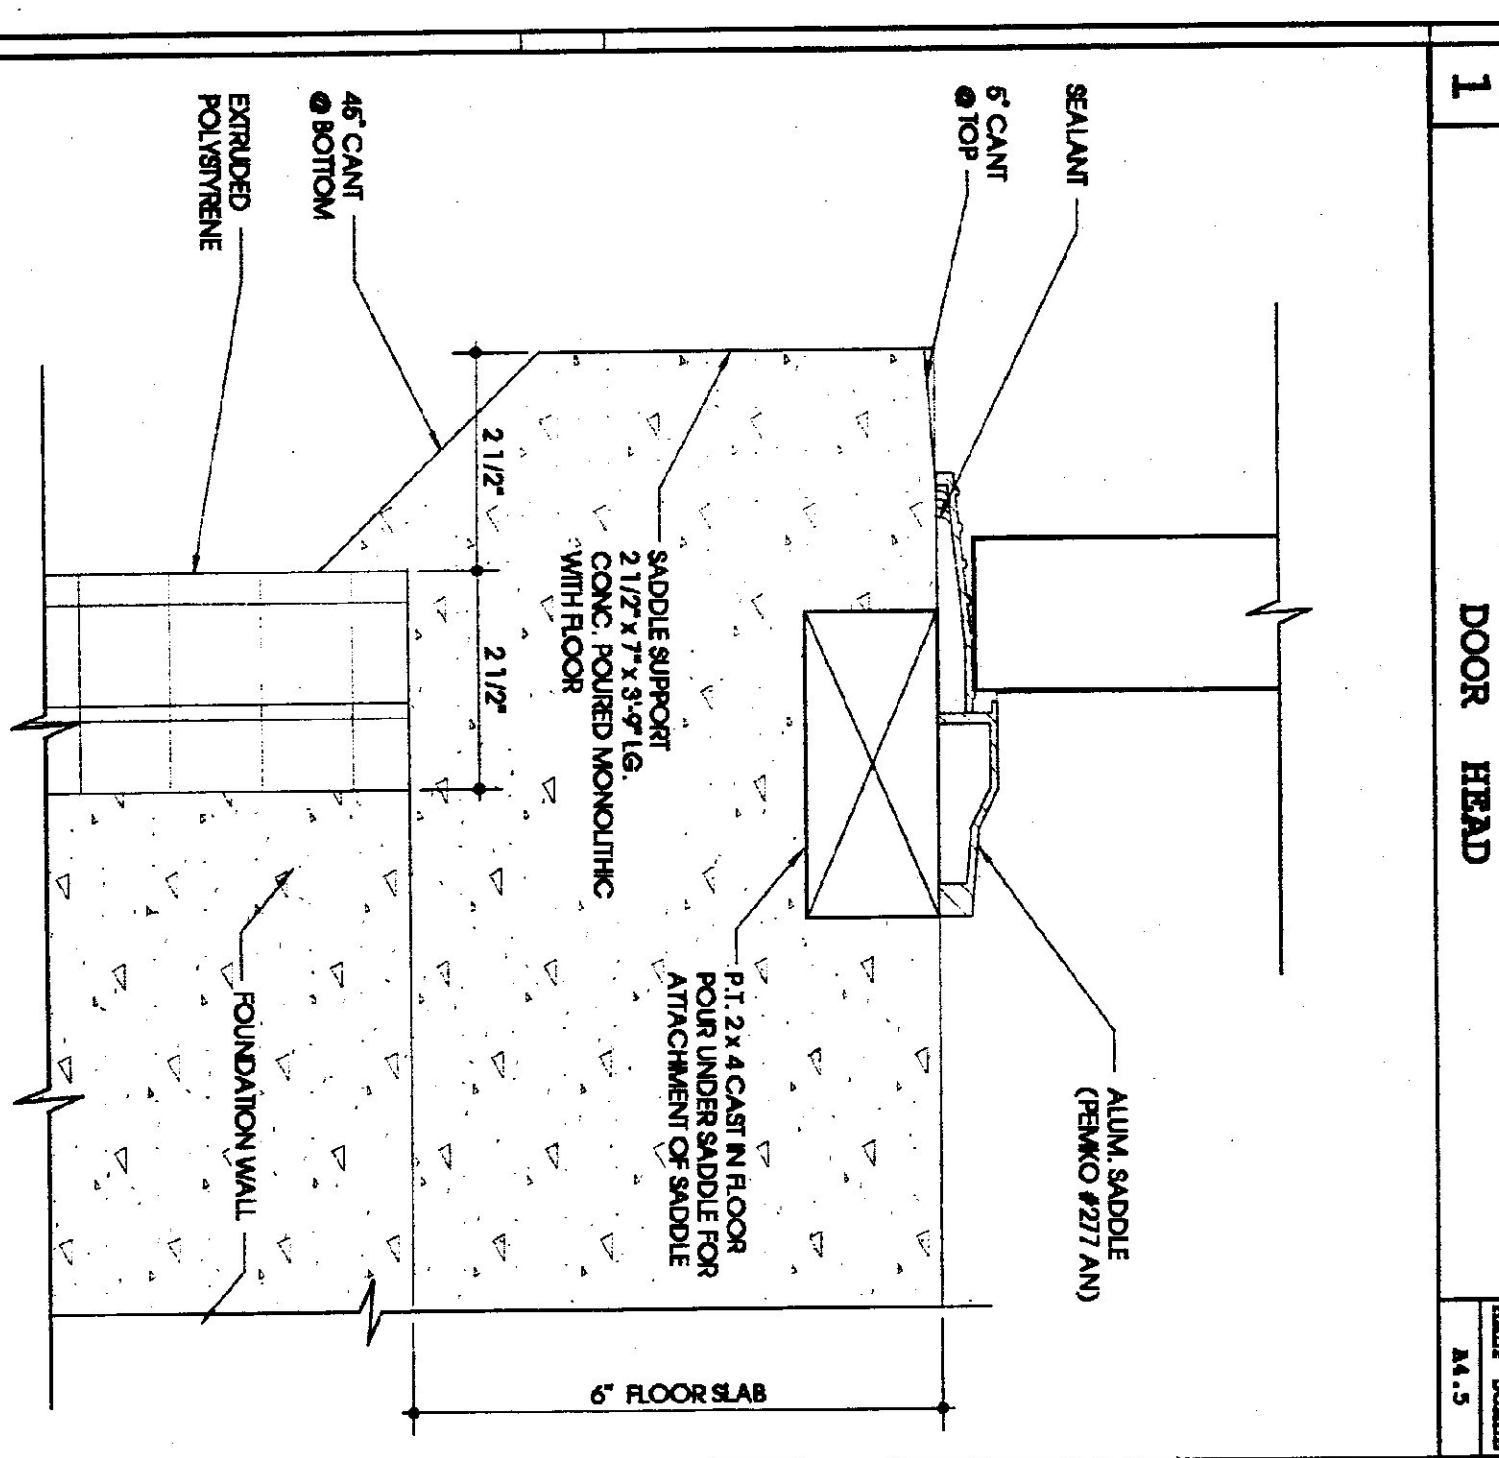 1
DOOR HEAD
A4.5
SEALANT
5° CANT
@ TOP
45° CANT
@ BOTTOM
EXTRUDED
POLYSTYRENE
2 1/2"
2 1/2"
SADDLE SUPPORT
2 1/2" x 7" x 3'-9" LG.
CONC. POURED MONOLITHIC
WITH FLOOR
ALUM. SADDLE
(PEMKO #277 AN)
P.T. 2 x 4 CAST IN FLOOR
POUR UNDER SADDLE FOR
ATTACHMENT OF SADDLE
FOUNDATION WALL
6" FLOOR SLAB